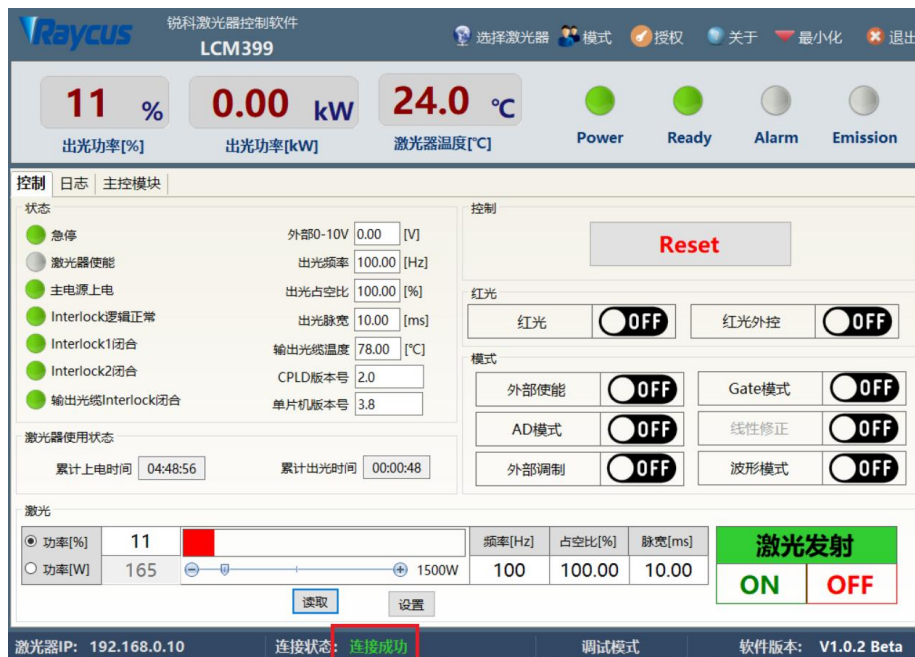 Raycus 锐科激光器控制软件
LCM399
选择激光器 模式 授权 关于 最小化 退出
11 % 0.00 kW 24.0 ℃
出光功率[%] 出光功率[kW] 激光器温度[℃] Power Ready Alarm Emission
控制 日志 主控模块
状态
急停
激光器使能
主电源上电
Interlock逻辑正常
Interlock1闭合
Interlock2闭合
输出光缆Interlock闭合
外部0-10V 0.00 [V]
出光频率 100.00 [Hz]
出光占空比 100.00 [%]
出光脉宽 10.00 [ms]
输出光缆温度 78.00 [℃]
CPLD版本号 2.0
单片机版本号 3.8
激光器使用状态
累计上电时间 04:48:56 累计出光时间 00:00:48
控制
Reset
红光
红光 OFF 红光外控 OFF
模式
外部使能 OFF Gate模式 OFF
AD模式 OFF 线性修正 OFF
外部调制 OFF 波形模式 OFF
激光
功率[%] 11
功率[W] 165 1500W
读取 设置
频率[Hz] 占空比[%] 脉宽[ms]
100 100.00 10.00
激光发射
ON OFF
激光器IP: 192.168.0.10 连接状态: 连接成功 调试模式 软件版本: V1.0.2 Beta